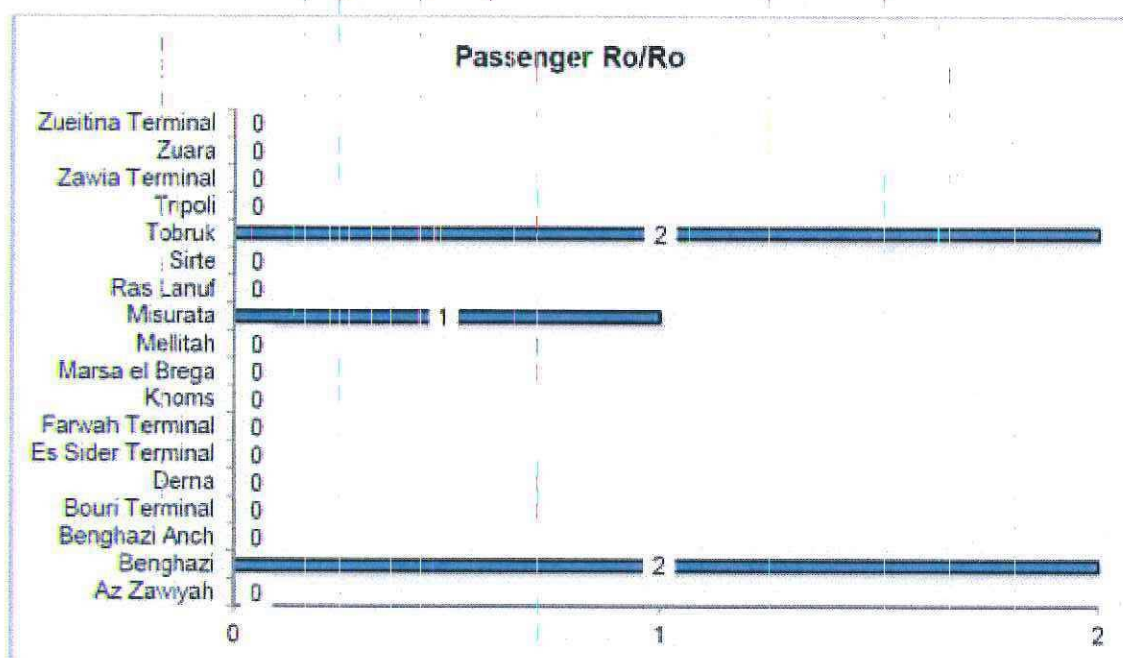 Passenger Ro/Ro
Zueitina Terminal 0
Zuara 0
Zawia Terminal 0
Tripoli 0
Tobruk 2
Sirte 0
Ras Lanuf 0
Misurata 1
Mellitah 0
Marsa el Brega 0
Khoms 0
Farwah Terminal 0
Es Sider Terminal 0
Derna 0
Bouri Terminal 0
Benghazi Anch 0
Benghazi 2
Az Zawiyah 0
0 1 2